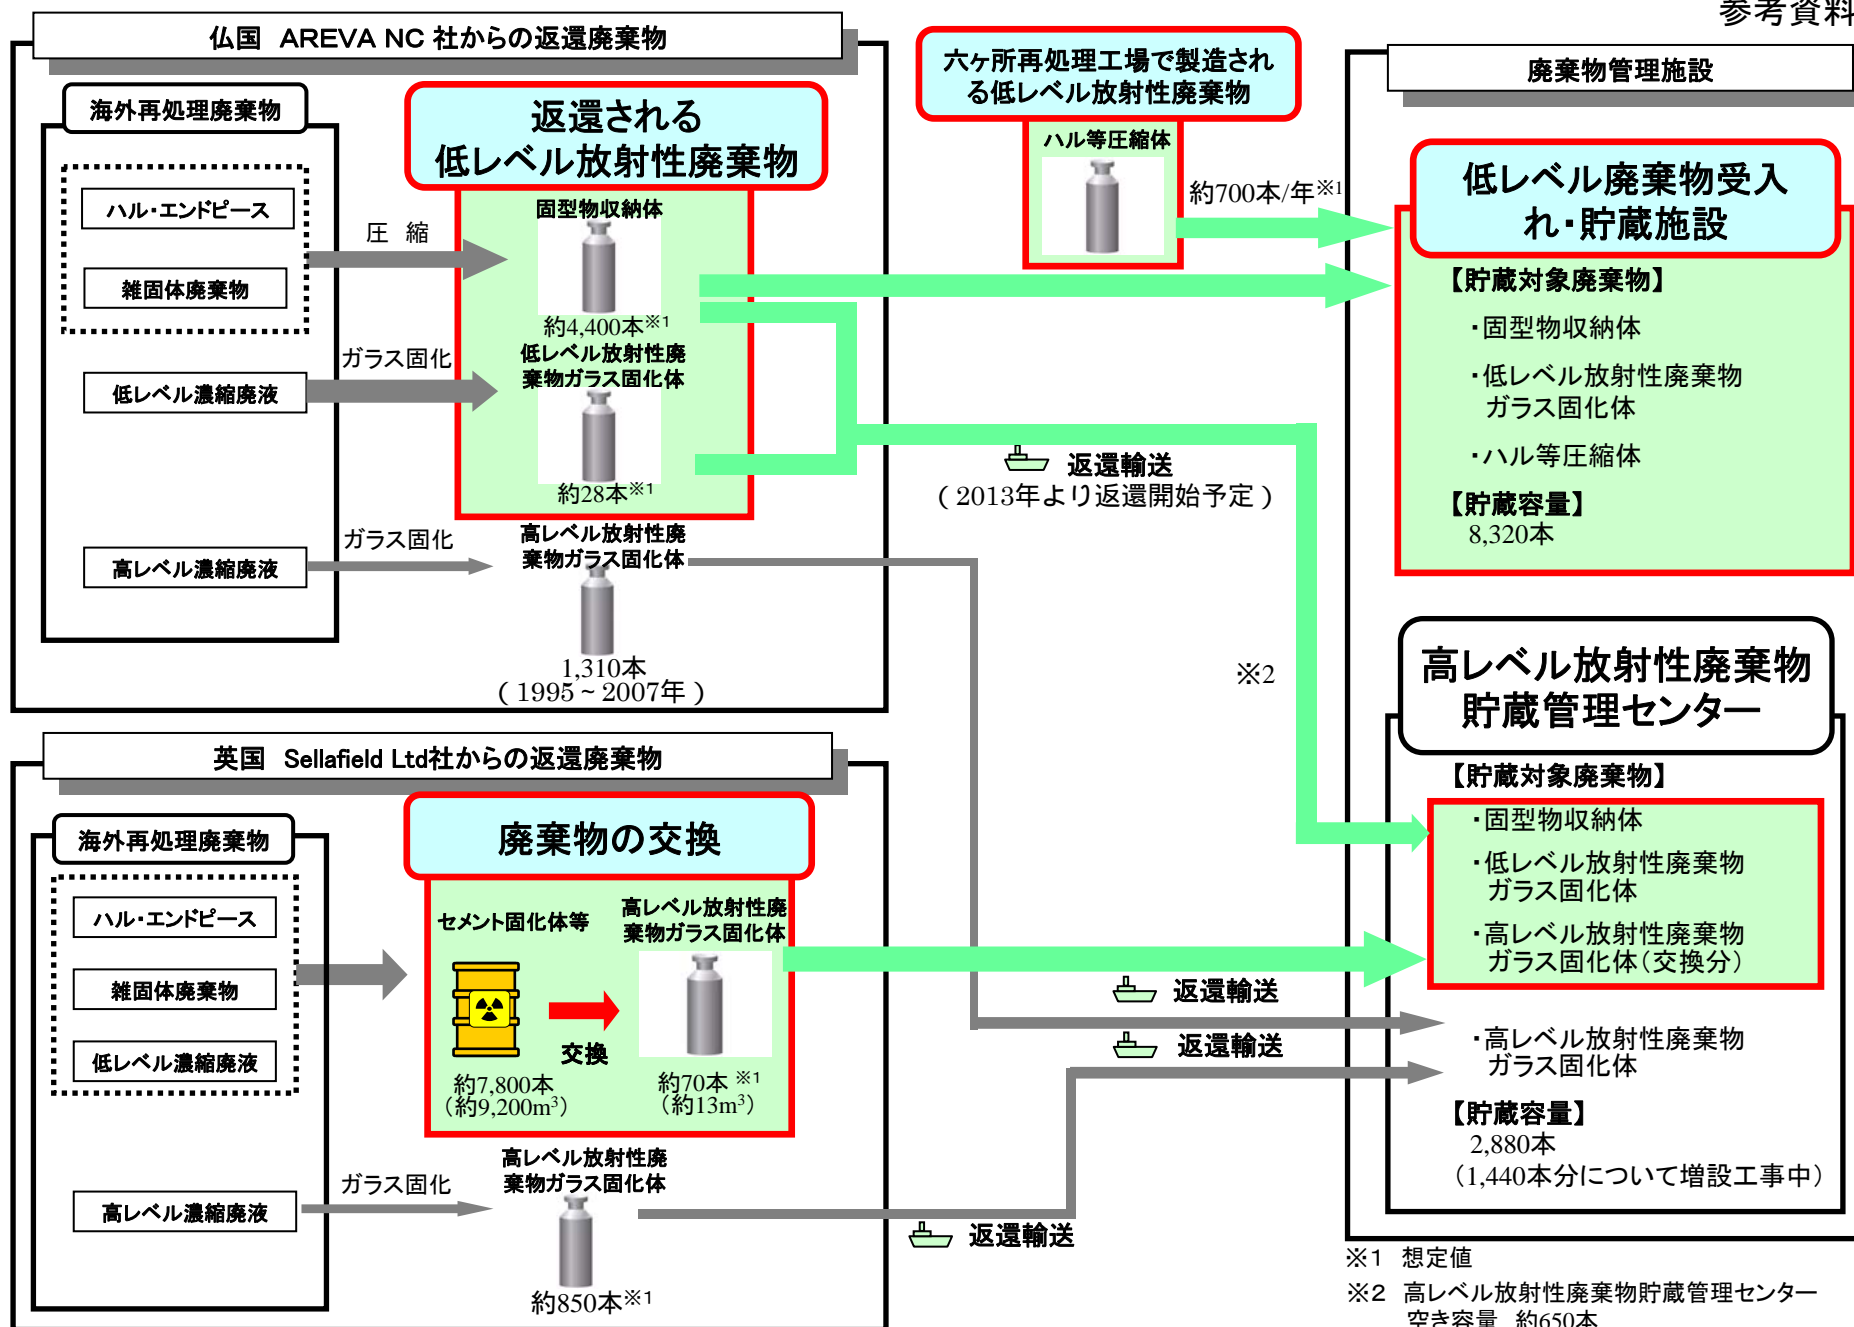 参考資料
仏国 AREVA NC 社からの返還廃棄物
海外再処理廃棄物
ハル・エンドピース
雑固体廃棄物
低レベル濃縮廃液
高レベル濃縮廃液
圧 縮
ガラス固化
ガラス固化
返還される
低レベル放射性廃棄物
固型物収納体
約4,400本※1
低レベル放射性廃
棄物ガラス固化体
約28本※1
高レベル放射性廃
棄物ガラス固化体
1,310本
(1995~2007年)
六ヶ所再処理工場で製造され
る低レベル放射性廃棄物
ハル等圧縮体
約700本/年※1
返還輸送
(2013年より返還開始予定)
※2
英国 Sellafield Ltd社からの返還廃棄物
海外再処理廃棄物
ハル・エンドピース
雑固体廃棄物
低レベル濃縮廃液
高レベル濃縮廃液
ガラス固化
廃棄物の交換
セメント固化体等
約7,800本
(約9,200m³)
交換
高レベル放射性廃
棄物ガラス固化体
約70本 ※1
(約13m³)
高レベル放射性廃
棄物ガラス固化体
約850本※1
返還輸送
返還輸送
返還輸送
廃棄物管理施設
低レベル廃棄物受入
れ・貯蔵施設
【貯蔵対象廃棄物】
・固型物収納体
・低レベル放射性廃棄物
ガラス固化体
・ハル等圧縮体
【貯蔵容量】
8,320本
高レベル放射性廃棄物
貯蔵管理センター
【貯蔵対象廃棄物】
・固型物収納体
・低レベル放射性廃棄物
ガラス固化体
・高レベル放射性廃棄物
ガラス固化体(交換分)
・高レベル放射性廃棄物
ガラス固化体
【貯蔵容量】
2,880本
(1,440本分について増設工事中)
※1 想定値
※2 高レベル放射性廃棄物貯蔵管理センター
空き容量 約650本